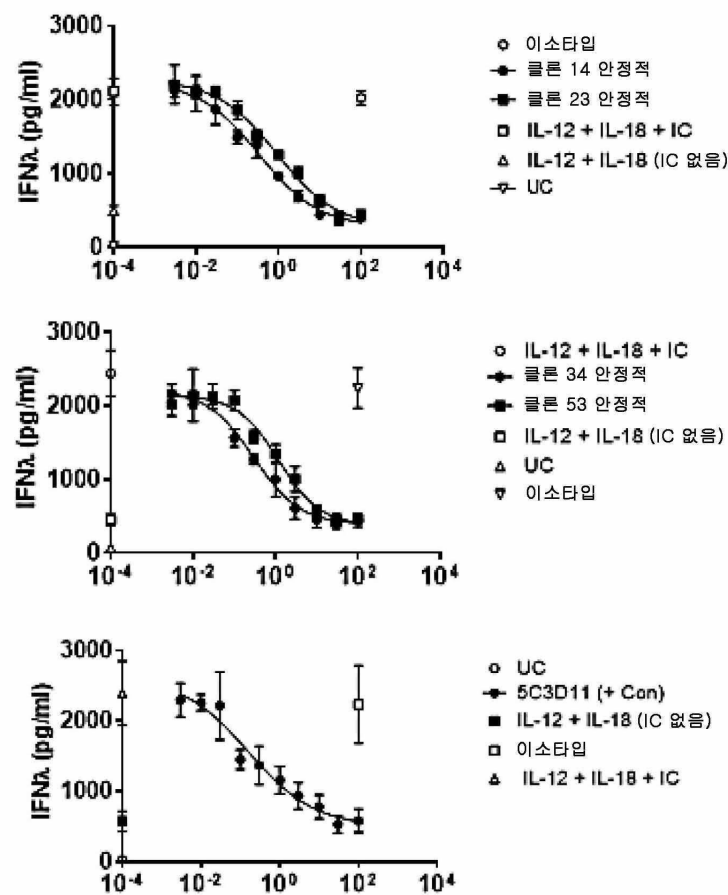 3000
2000
1000
0
IFNλ (pg/ml)
10-4 10-2 100 102 104
이소타입
클론 14 안정적
클론 23 안정적
IL-12 + IL-18 + IC
IL-12 + IL-18 (IC 없음)
UC
3000
2000
1000
0
IFNλ (pg/ml)
10-4 10-2 100 102 104
IL-12 + IL-18 + IC
클론 34 안정적
클론 53 안정적
IL-12 + IL-18 (IC 없음)
UC
이소타입
3000
2000
1000
0
IFNλ (pg/ml)
10-4 10-2 100 102 104
UC
5C3D11 (+ Con)
IL-12 + IL-18 (IC 없음)
이소타입
IL-12 + IL-18 + IC